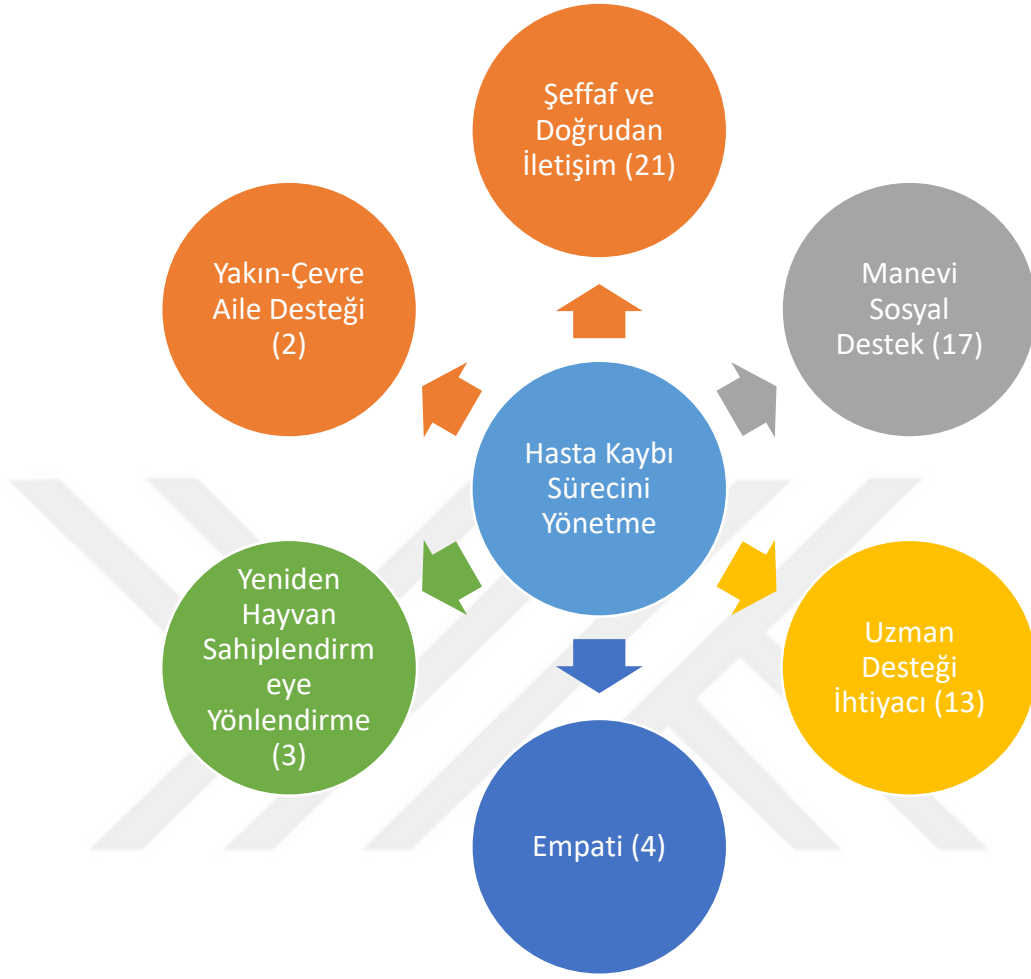 Şeffaf ve
Doğrudan
İletişim (21)
Yakın-Çevre
Aile Desteği
(2)
Manevi
Sosyal
Destek (17)
Hasta Kaybı
Sürecini
Yönetme
Yeniden
Hayvan
Sahiplendirm
eye
Yönlendirme
(3)
Uzman
Desteği
İhtiyacı (13)
Empati (4)